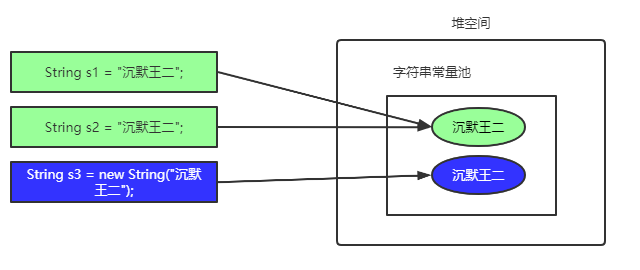 堆空间
字符串常量池
String s1 = "沉默王二";
String s2 = "沉默王二";
String s3 = new String("沉默
王二");
沉默王二
沉默王二